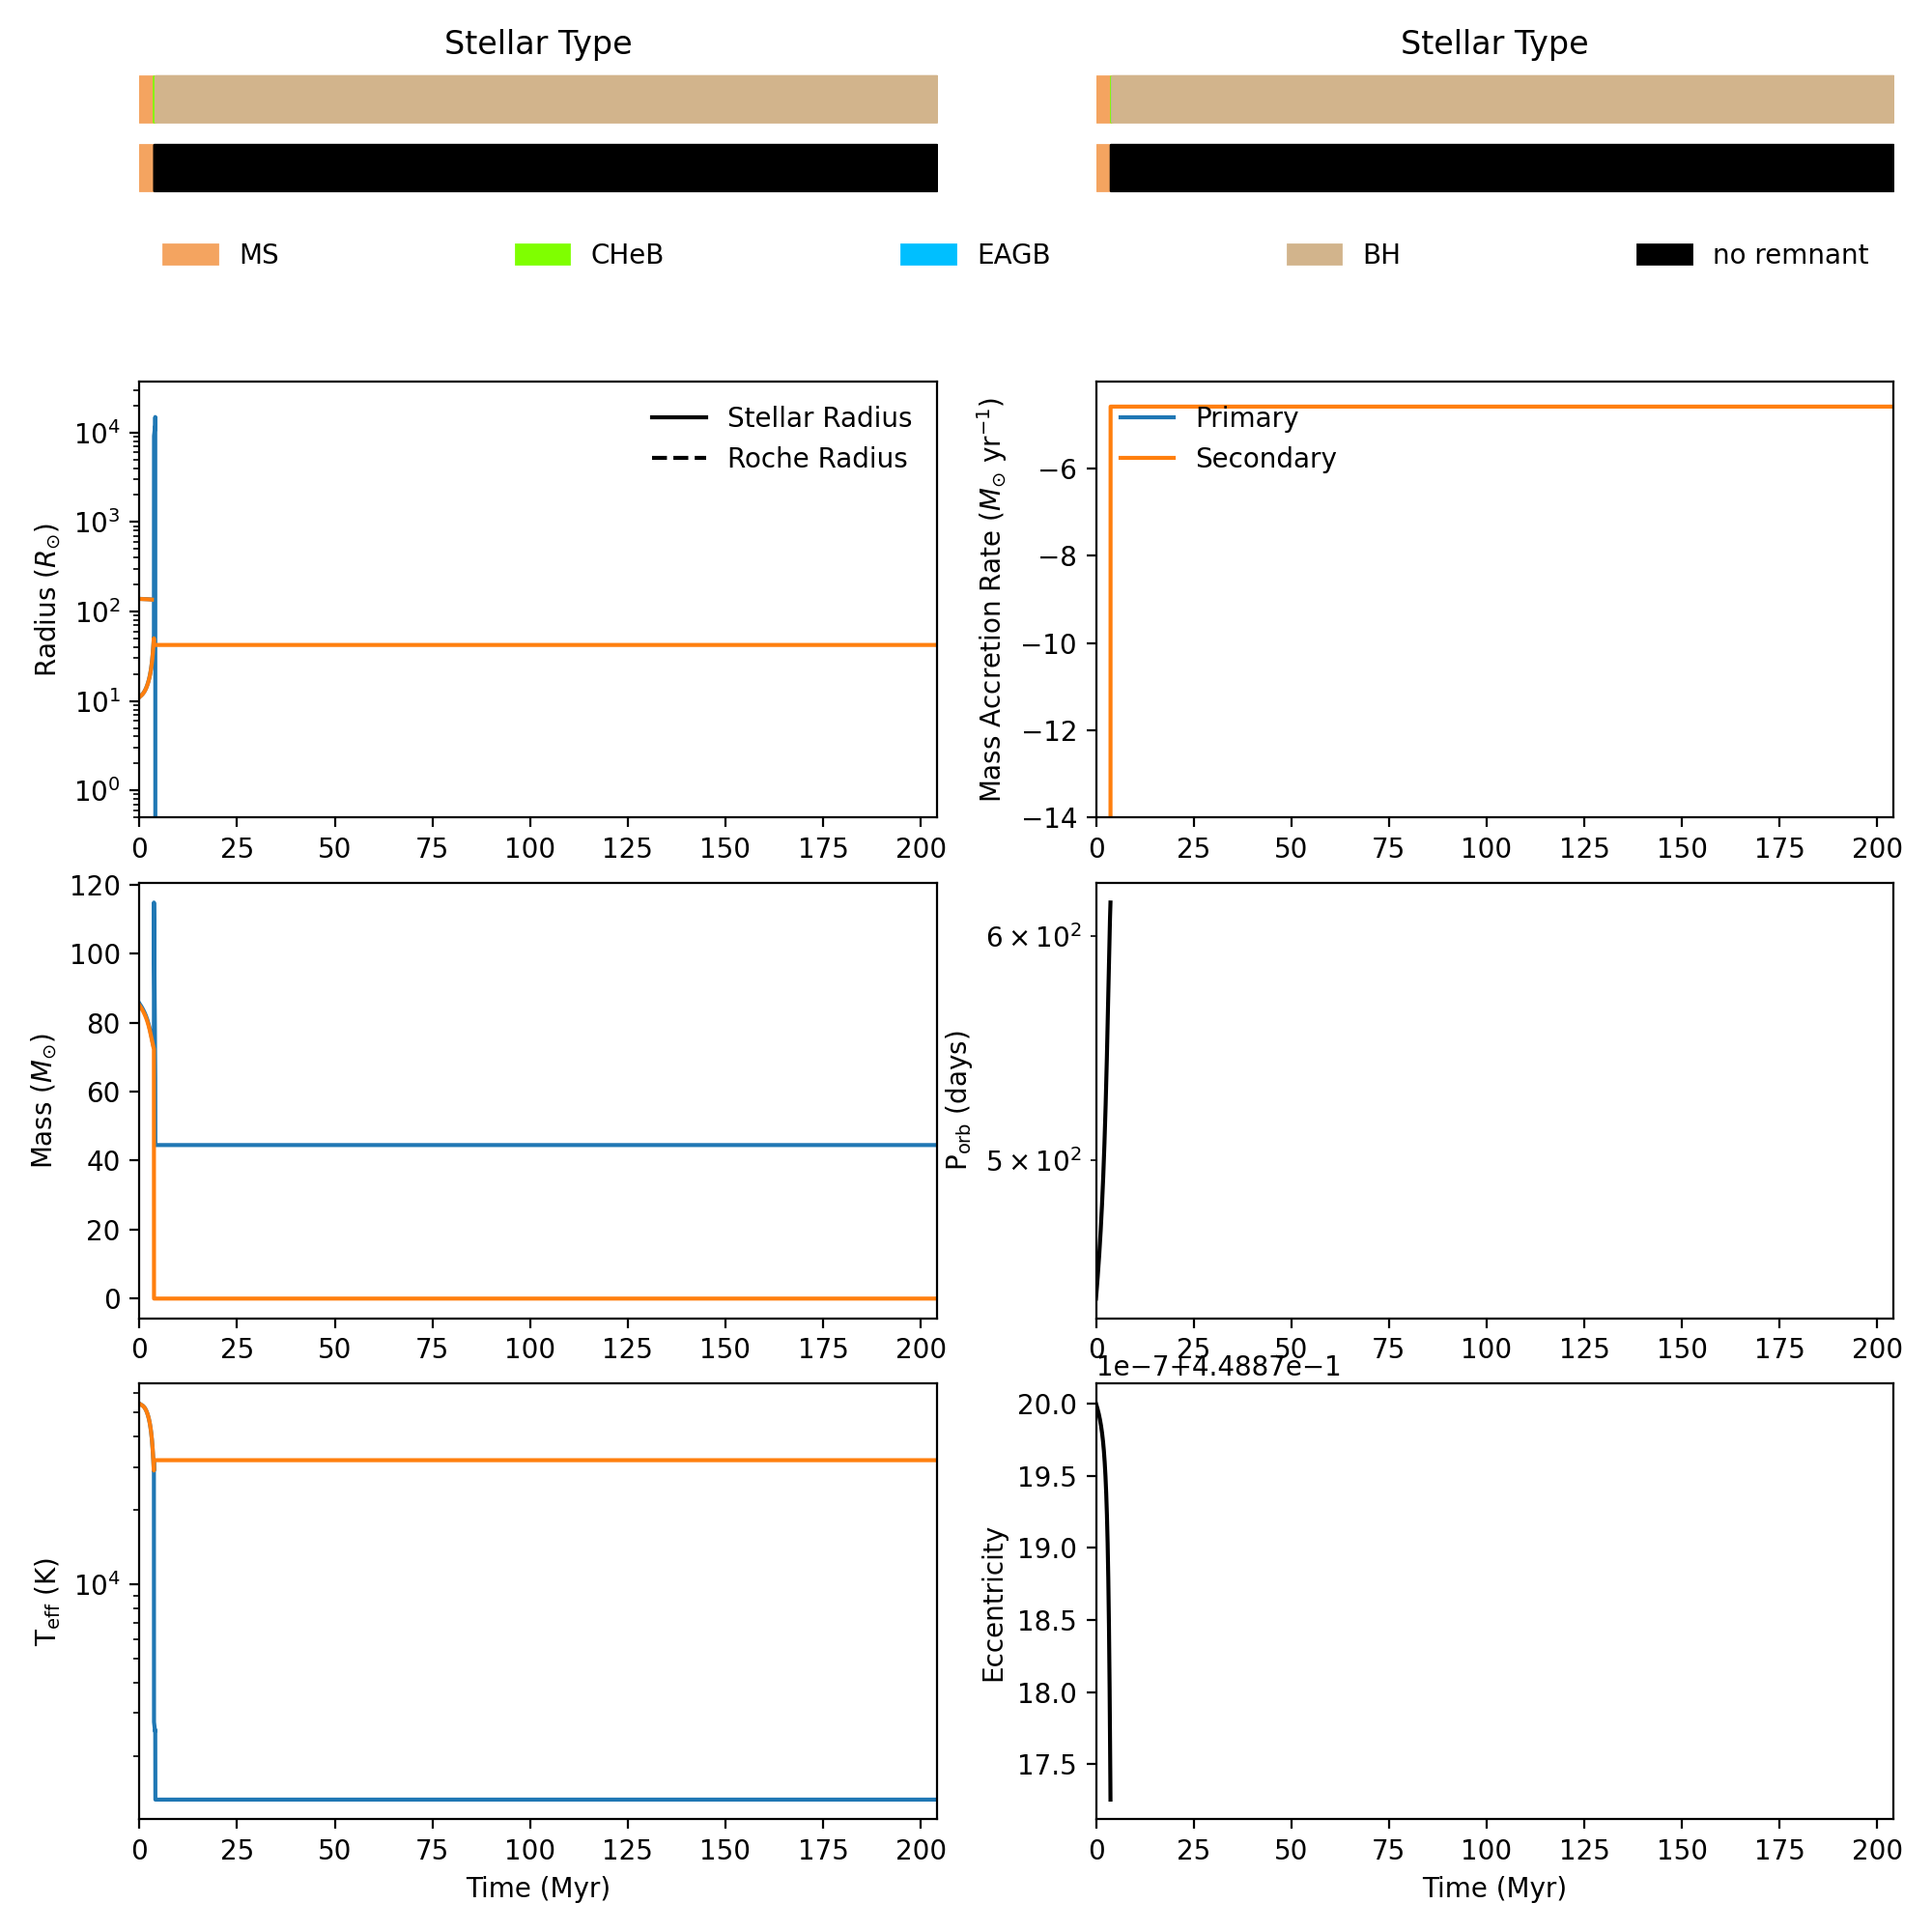 Stellar Type Stellar Type
MS CHeB EAGB BH no remnant
Radius (R⊙)
10⁴
10³
10²
10¹
10⁰
Stellar Radius
Roche Radius
0 25 50 75 100 125 150 175 200
Mass Accretion Rate (M⊙ yr⁻¹)
−6
−8
−10
−12
−14
Primary
Secondary
0 25 50 75 100 125 150 175 200
Mass (M⊙)
120
100
80
60
40
20
0
0 25 50 75 100 125 150 175 200
P_orb (days)
6 × 10²
5 × 10²
0 25 50 75 100 125 150 175 200
T_eff (K)
10⁴
0 25 50 75 100 125 150 175 200
Time (Myr)
1e−7+4.4887e−1
Eccentricity
20.0
19.5
19.0
18.5
18.0
17.5
0 25 50 75 100 125 150 175 200
Time (Myr)